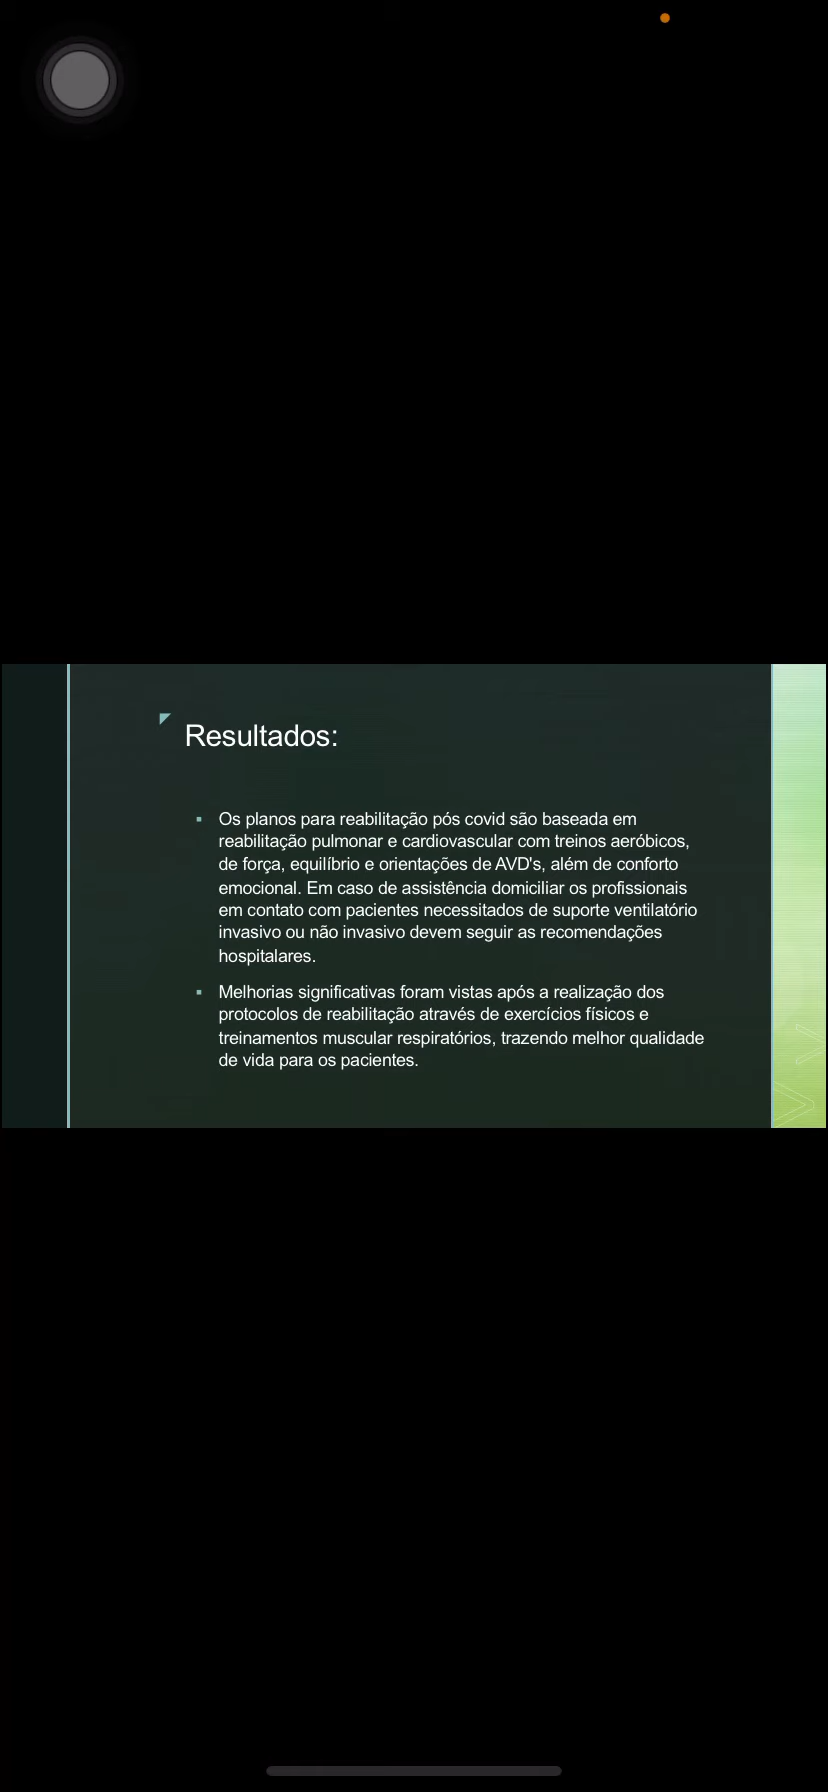 Resultados:
Os planos para reabilitação pós covid são baseada em
reabilitação pulmonar e cardiovascular com treinos aeróbicos,
de força, equilíbrio e orientações de AVD's, além de conforto
emocional. Em caso de assistência domiciliar os profissionais
em contato com pacientes necessitados de suporte ventilatório
invasivo ou não invasivo devem seguir as recomendações
hospitalares.
Melhorias significativas foram vistas após a realização dos
protocolos de reabilitação através de exercícios físicos e
treinamentos muscular respiratórios, trazendo melhor qualidade
de vida para os pacientes.